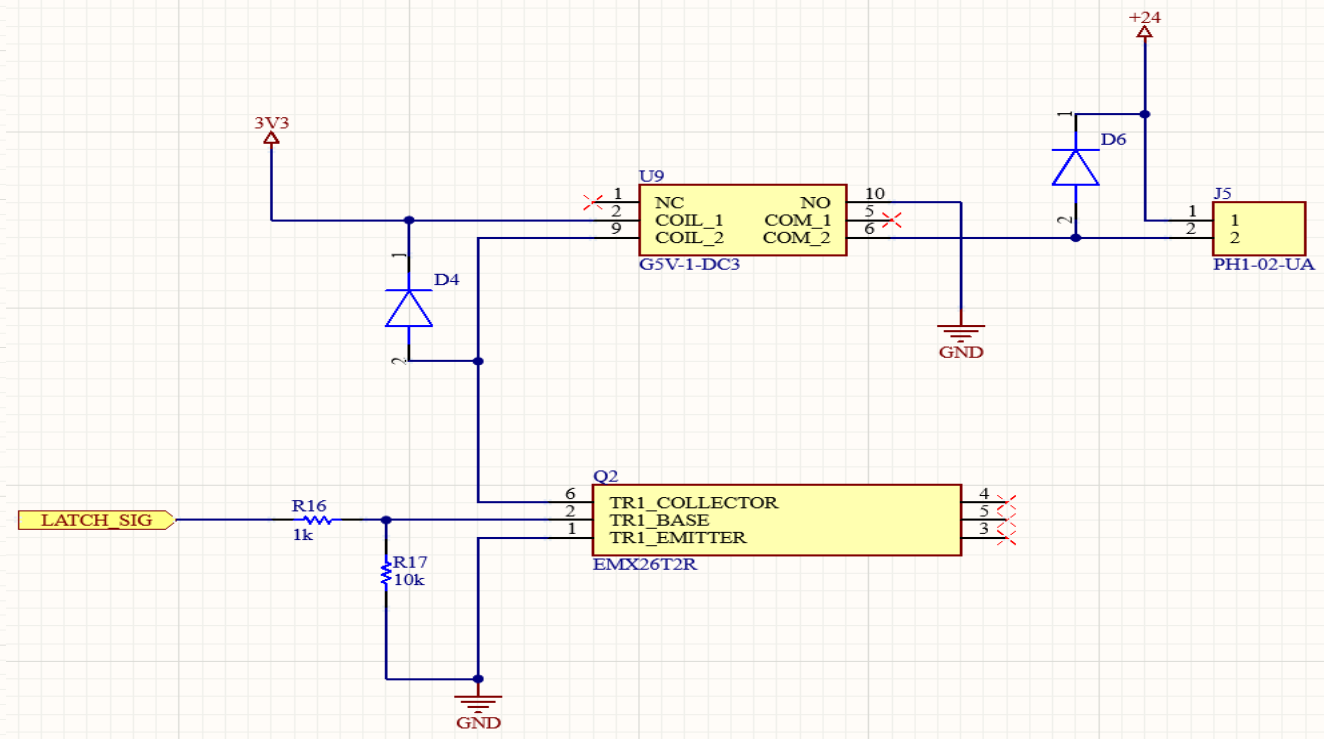 +24
1
D6
3V3
U9
1 NC NO 10
2 COIL_1 COM_1 5
9 COIL_2 COM_2 6
G5V-1-DC3
2
J5
1 1
2 2
PH1-02-UA
1
D4
2
GND
Q2
6 TR1_COLLECTOR 4
2 TR1_BASE 5
1 TR1_EMITTER 3
EMX26T2R
LATCH_SIG
R16
1k
R17
10k
GND